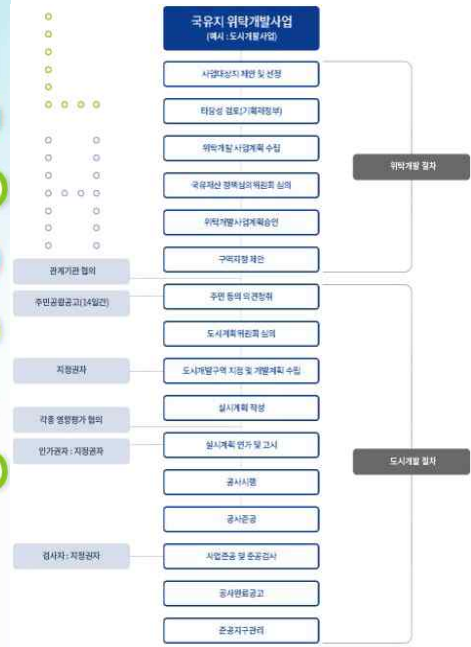 국유지 위탁개발사업
(예시 : 도시개발사업)
사업대상지 제안 및 선정
타당성 검토(기획재정부)
위탁개발 사업계획 수립
국유재산 정책심의위원회 심의
위탁개발사업계획승인
구역지정 제안
위탁개발 절차
관계기관 협의
주민공람공고(14일간)
주민 등의 의견청취
도시계획위원회 심의
지정권자
도시개발구역 지정 및 개발계획 수립
실시계획 작성
각종 영향평가 협의
인가권자 : 지정권자
실시계획 인가 및 고시
도시개발 절차
공사시행
공사준공
검사자 : 지정권자
사업준공 및 준공검사
공사완료공고
준공지구관리